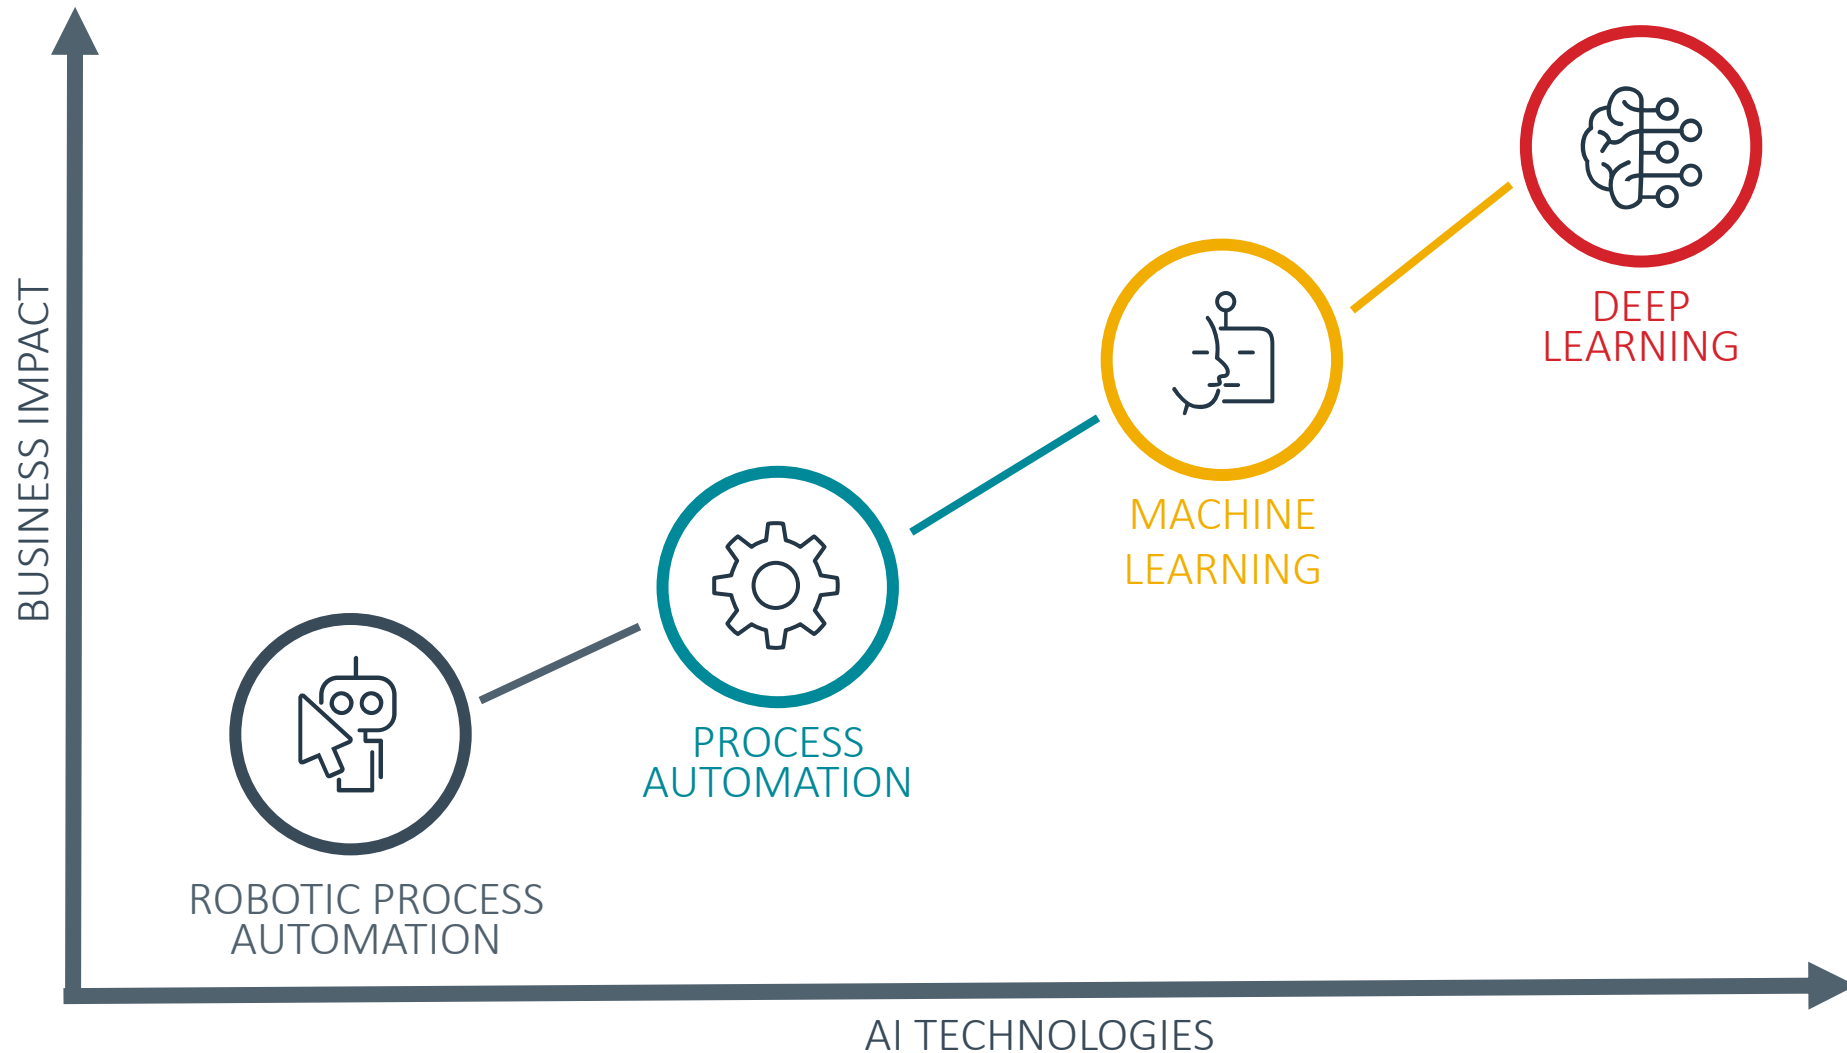 BUSINESS IMPACT
DEEP
LEARNING
MACHINE
LEARNING
PROCESS
AUTOMATION
ROBOTIC PROCESS
AUTOMATION
AI TECHNOLOGIES